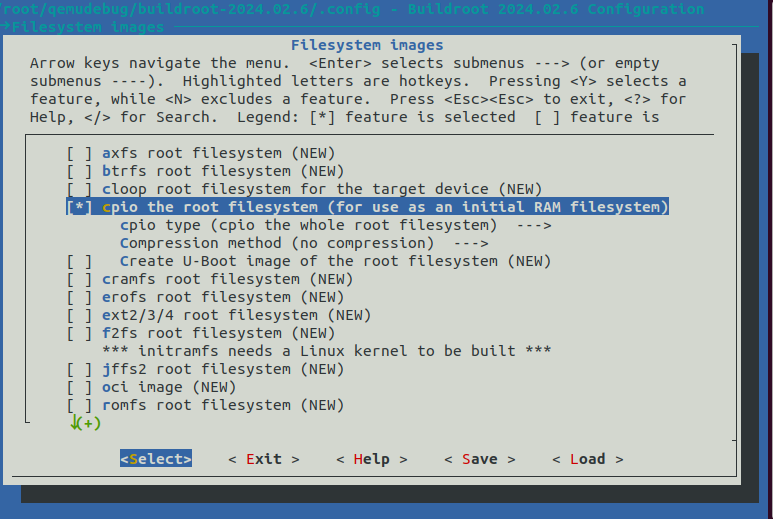 /root/qemudebug/buildroot-2024.02.6/.config - Buildroot 2024.02.6 Configuration
→Filesystem images
Filesystem images
Arrow keys navigate the menu.  <Enter> selects submenus ---> (or empty
submenus ----).  Highlighted letters are hotkeys.  Pressing <Y> selects a
feature, while <N> excludes a feature.  Press <Esc><Esc> to exit, <?> for
Help, </> for Search.  Legend: [*] feature is selected  [ ] feature is
[ ] axfs root filesystem (NEW)
[ ] btrfs root filesystem (NEW)
[ ] cloop root filesystem for the target device (NEW)
[*] cpio the root filesystem (for use as an initial RAM filesystem)
cpio type (cpio the whole root filesystem)  --->
Compression method (no compression)  --->
[ ]   Create U-Boot image of the root filesystem (NEW)
[ ] cramfs root filesystem (NEW)
[ ] erofs root filesystem (NEW)
[ ] ext2/3/4 root filesystem (NEW)
[ ] f2fs root filesystem (NEW)
*** initramfs needs a Linux kernel to be built ***
[ ] jffs2 root filesystem (NEW)
[ ] oci image (NEW)
[ ] romfs root filesystem (NEW)
↓(+)
<Select>    < Exit >    < Help >    < Save >    < Load >